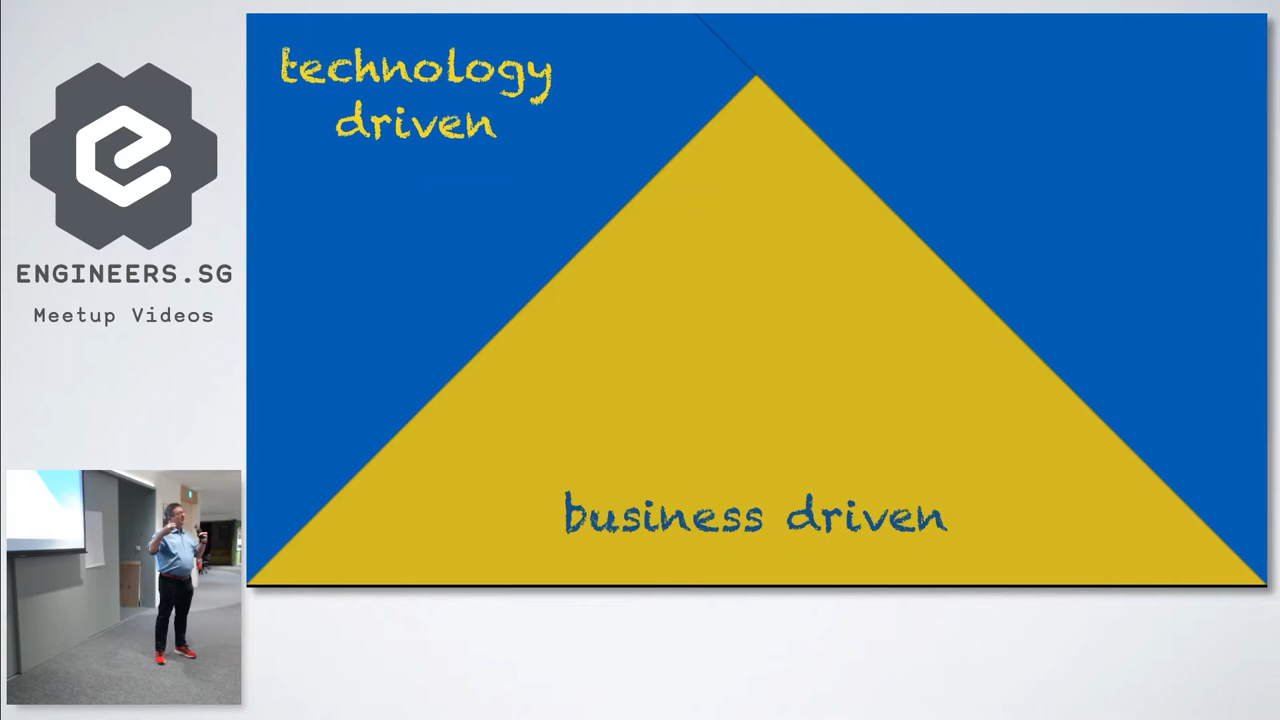 technology
driven
business driven
ENGINEERS.SG
Meetup Videos